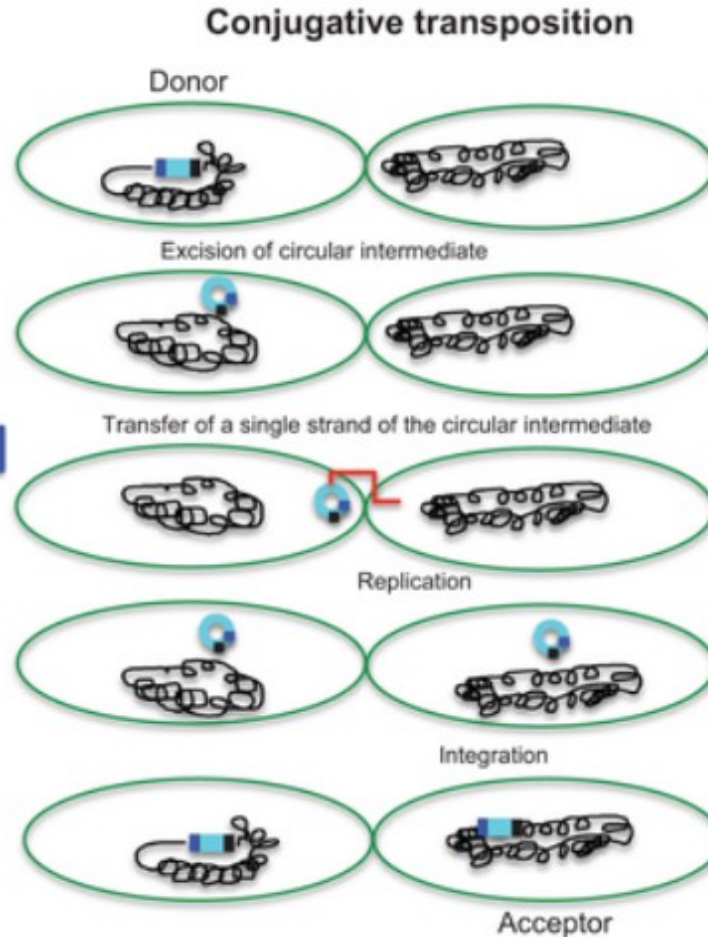 Conjugative transposition
Donor
Excision of circular intermediate
Transfer of a single strand of the circular intermediate
Replication
Integration
Acceptor